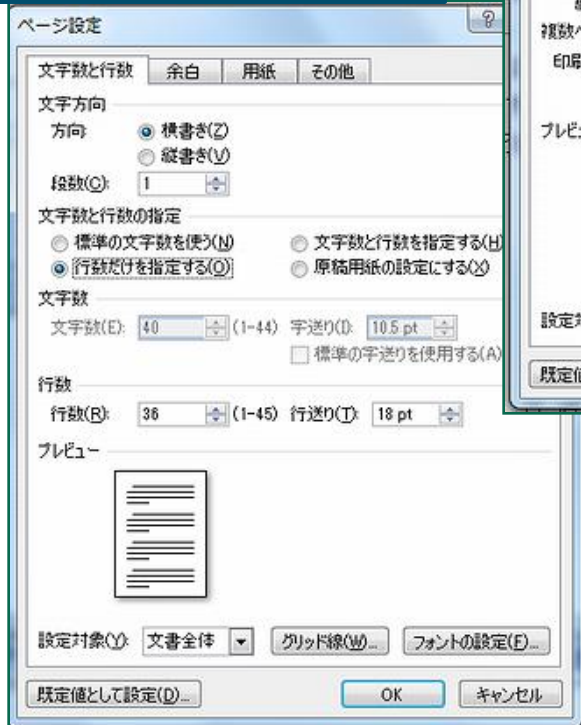 ページ設定
文字数と行数 余白 用紙 その他
文字方向
方向: 横書き(Z)
縦書き(V)
段数(C): 1
文字数と行数の指定
標準の文字数を使う(N) 文字数と行数を指定する(H)
行数だけを指定する(O) 原稿用紙の設定にする(X)
文字数
文字数(E): 40 (1-44) 字送り(I): 10.5 pt
標準の字送りを使用する(A)
行数
行数(R): 36 (1-45) 行送り(T): 18 pt
プレビュー
設定対象(Y): 文書全体 グリッド線(W)... フォントの設定(F)...
既定値として設定(D)... OK キャンセル
複数
印刷
プレビ
設定
既定値